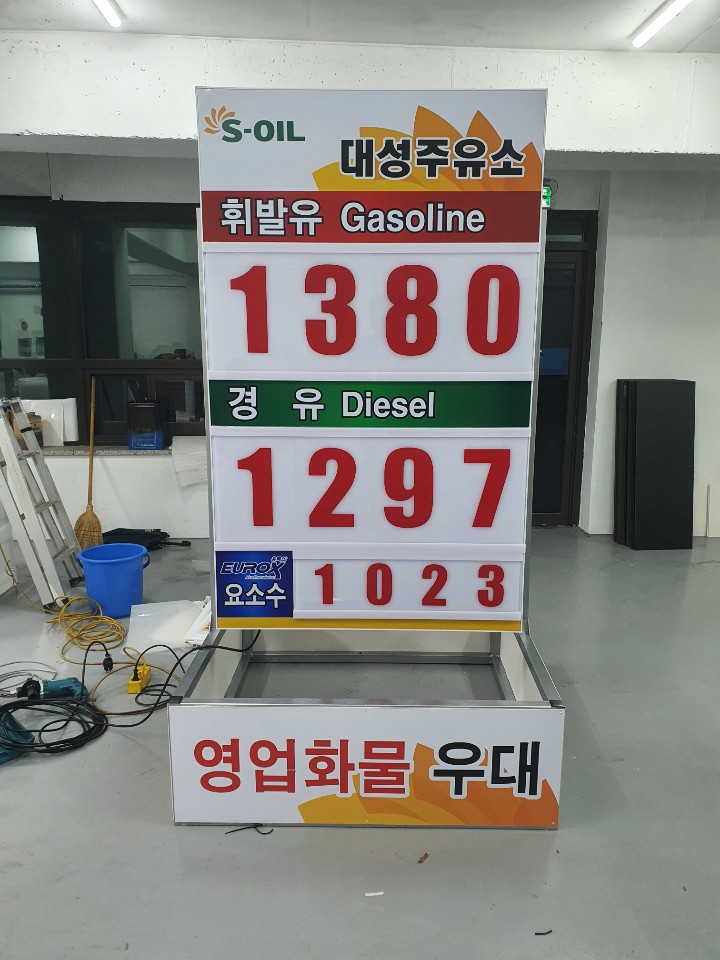 S-OIL
대성주유소
휘발유 Gasoline
1380
경 유 Diesel
1297
EUROX
요소수
1023
영업화물 우대